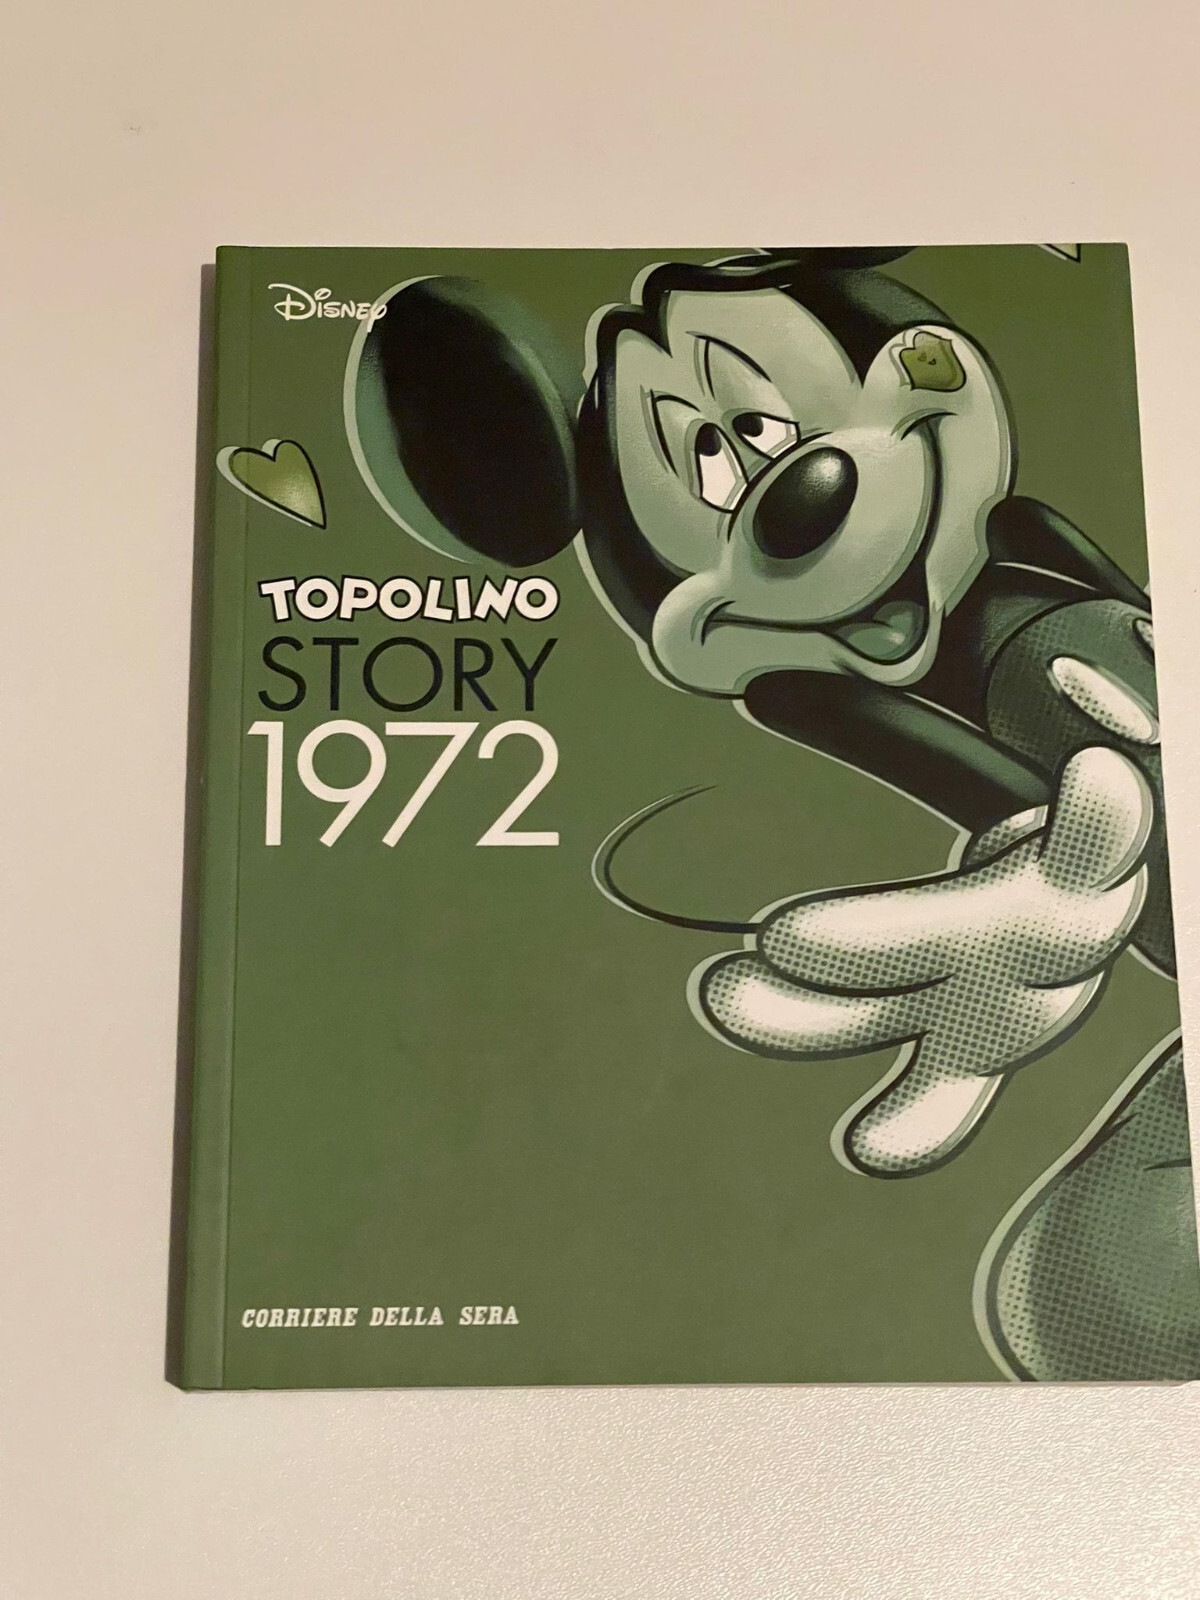 DISNEY
TOPOLINO
STORY
1972
CORRIERE DELLA SERA